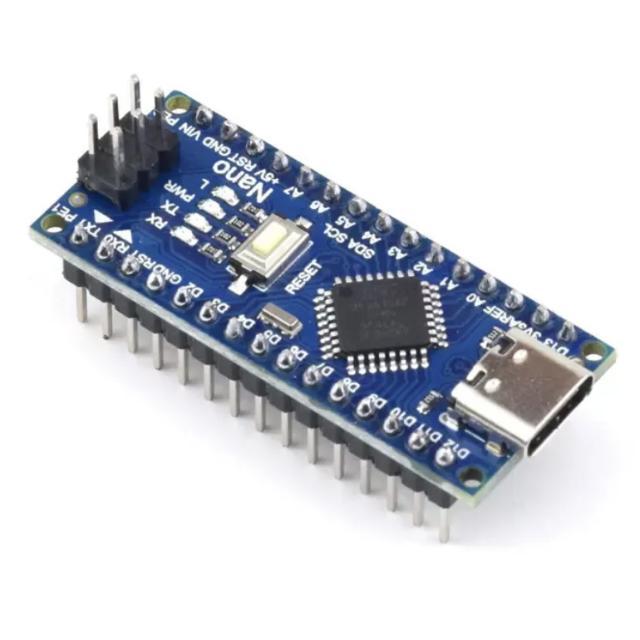 VIN
GND
RST
+5V
A7
A6
A5
A4
A3
A2
A1
A0
AREF
D13
SDA SCL
Nano
L
PWR
TX
RX
RESET
PE1
TX1
RX0
RST
GND
D2
D3
D4
D5
D6
D7
D8
D9
D10
D11
D12